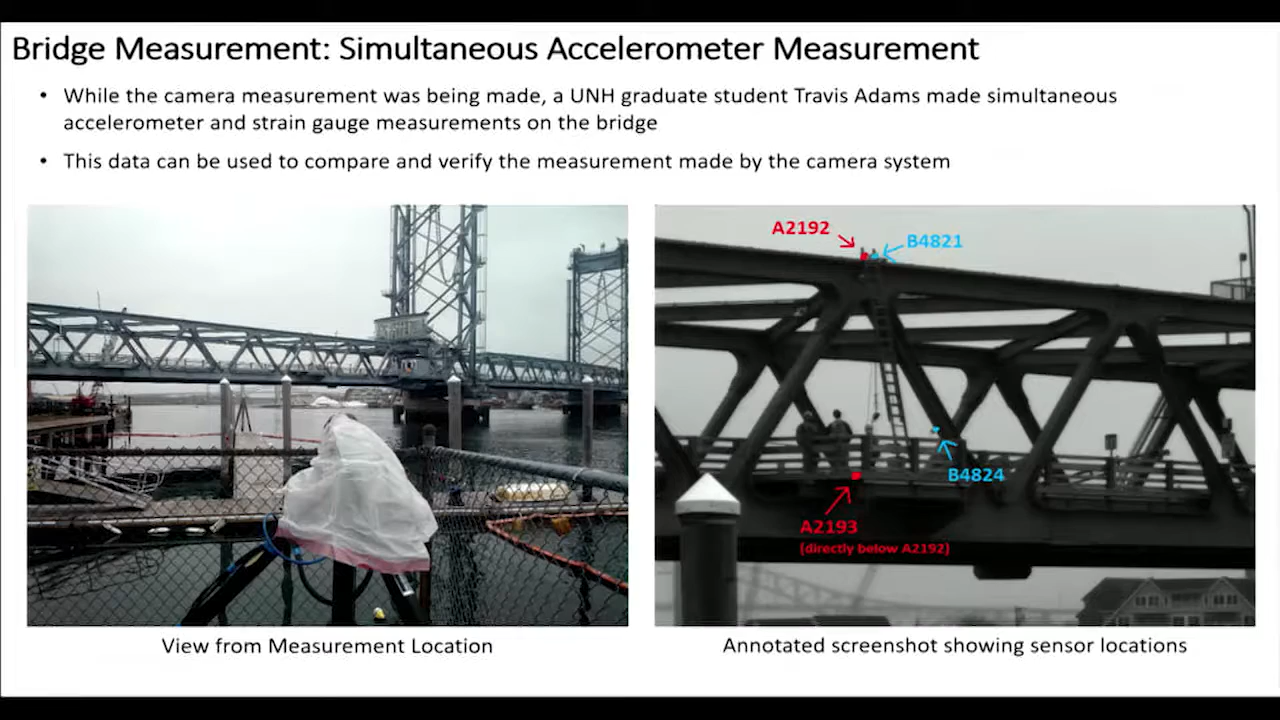 Bridge Measurement: Simultaneous Accelerometer Measurement
• While the camera measurement was being made, a UNH graduate student Travis Adams made simultaneous
accelerometer and strain gauge measurements on the bridge
• This data can be used to compare and verify the measurement made by the camera system
A2192
B4821
B4824
A2193
(directly below A2192)
View from Measurement Location
Annotated screenshot showing sensor locations